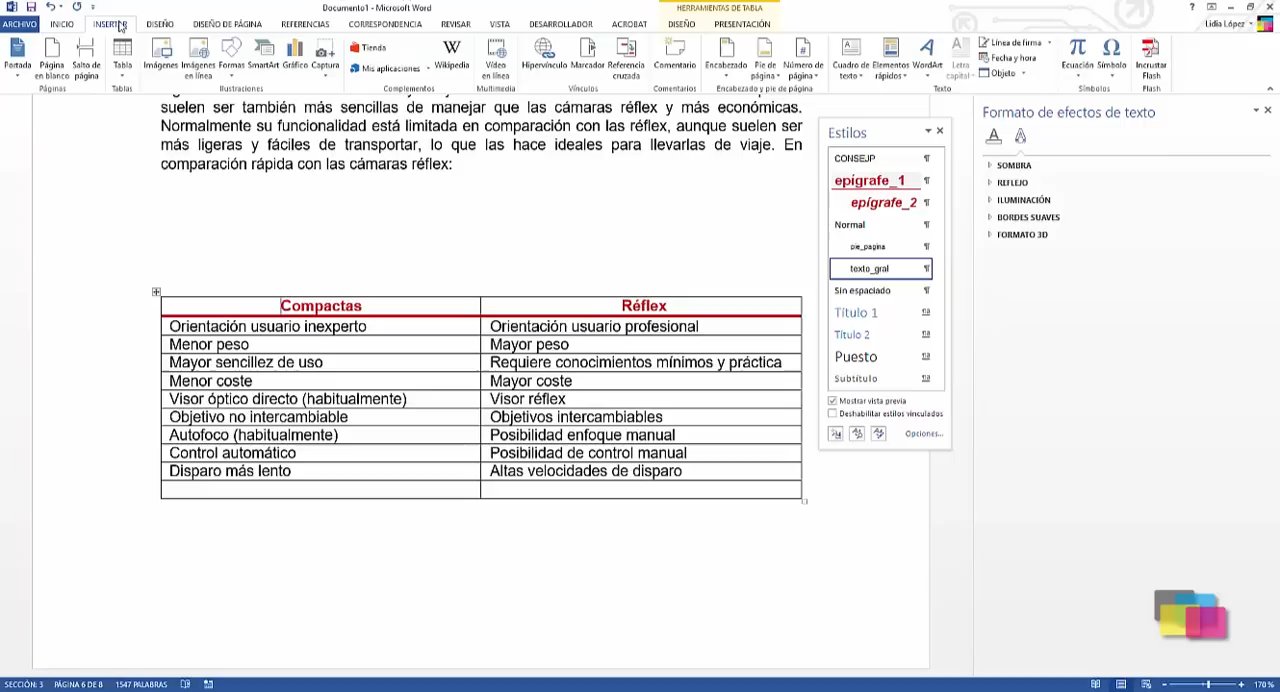 Documento1 - Microsoft Word
HERRAMIENTAS DE TABLA
ARCHIVO INICIO INSERTAR DISEÑO DISEÑO DE PÁGINA REFERENCIAS CORRESPONDENCIA REVISAR VISTA DESARROLLADOR ACROBAT DISEÑO PRESENTACIÓN
Lidia López
Portada
Página en blanco
Salto de página
Páginas
Tabla
Tablas
Imágenes
Imágenes en línea
Formas
SmartArt
Gráfico
Captura
Ilustraciones
Tienda
Mis aplicaciones
Wikipedia
Complementos
Vídeo en línea
Multimedia
Hipervínculo
Marcador
Referencia cruzada
Vínculos
Comentario
Comentarios
Encabezado
Pie de página
Número de página
Encabezado y pie de página
Cuadro de texto
Elementos rápidos
WordArt
Letra capital
Línea de firma
Fecha y hora
Objeto
Texto
Ecuación
Símbolo
Símbolos
Incrustar Flash
Flash
suelen ser también más sencillas de manejar que las cámaras réflex y más económicas.
Normalmente su funcionalidad está limitada en comparación con las réflex, aunque suelen ser
más ligeras y fáciles de transportar, lo que las hace ideales para llevarlas de viaje. En
comparación rápida con las cámaras réflex:
Compactas Réflex
Orientación usuario inexperto Orientación usuario profesional
Menor peso Mayor peso
Mayor sencillez de uso Requiere conocimientos mínimos y práctica
Menor coste Mayor coste
Visor óptico directo (habitualmente) Visor réflex
Objetivo no intercambiable Objetivos intercambiables
Autofoco (habitualmente) Posibilidad enfoque manual
Control automático Posibilidad de control manual
Disparo más lento Altas velocidades de disparo
Estilos
CONSEJP
epígrafe_1
epígrafe_2
Normal
pie_pagina
texto_gral
Sin espaciado
Título 1
Título 2
Puesto
Subtítulo
Mostrar vista previa
Deshabilitar estilos vinculados
Opciones...
Formato de efectos de texto
SOMBRA
REFLEJO
ILUMINACIÓN
BORDES SUAVES
FORMATO 3D
SECCIÓN: 3 PÁGINA 6 DE 8 1547 PALABRAS
170 %